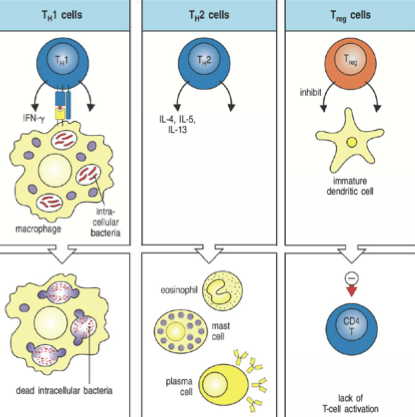 TH1 cells
TH1
IFN-γ
macrophage
intra-
cellular
bacteria
dead intracellular bacteria
TH2 cells
TH2
IL-4, IL-5,
IL-13
eosinophil
mast
cell
plasma
cell
Treg cells
Treg
inhibit
immature
dendritic cell
−
CD4
T
lack of
T-cell activation